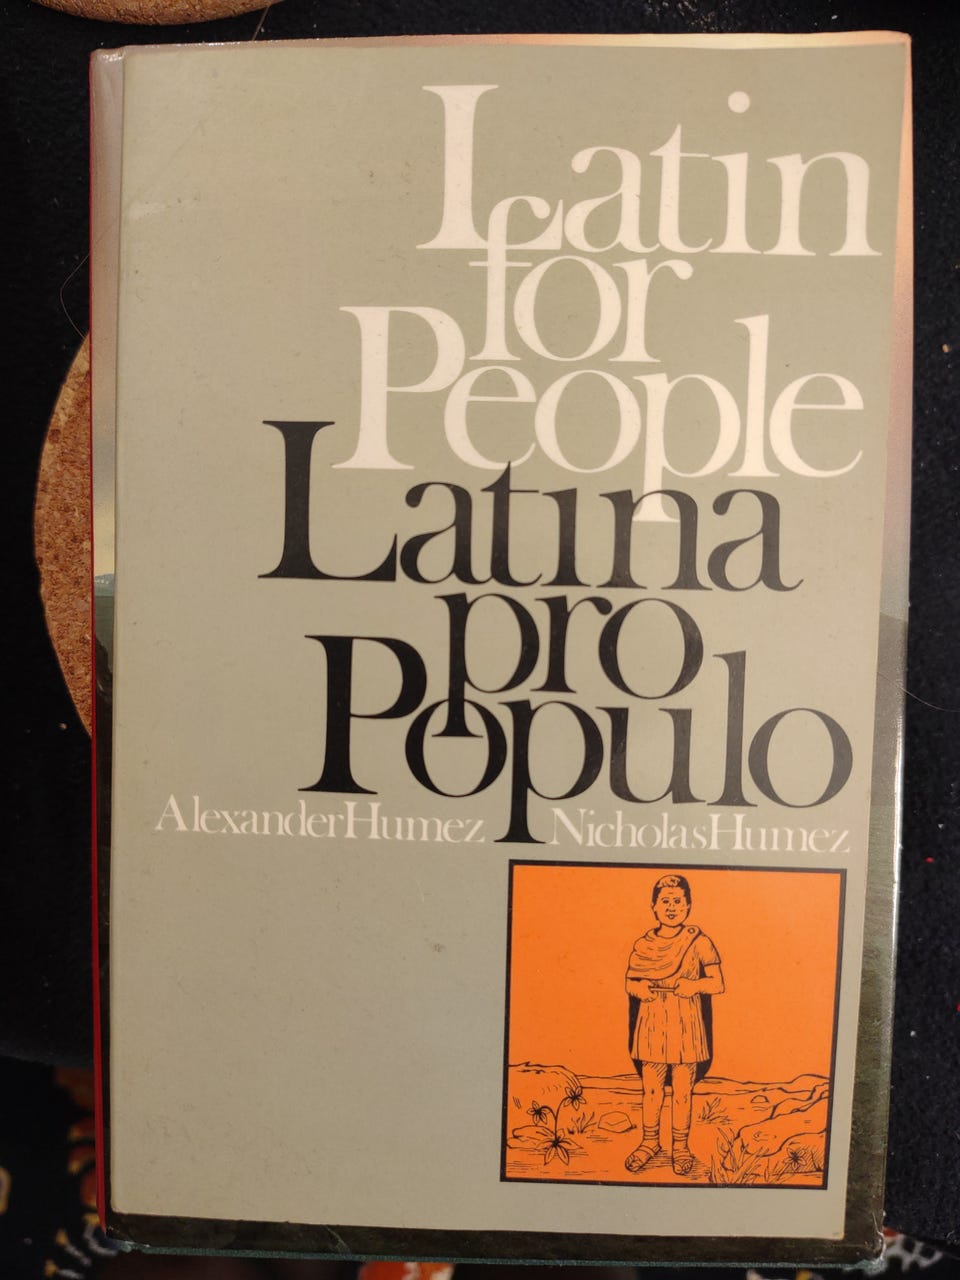 Latin
for
People
Latina
pro
Populo
Alexander Humez Nicholas Humez